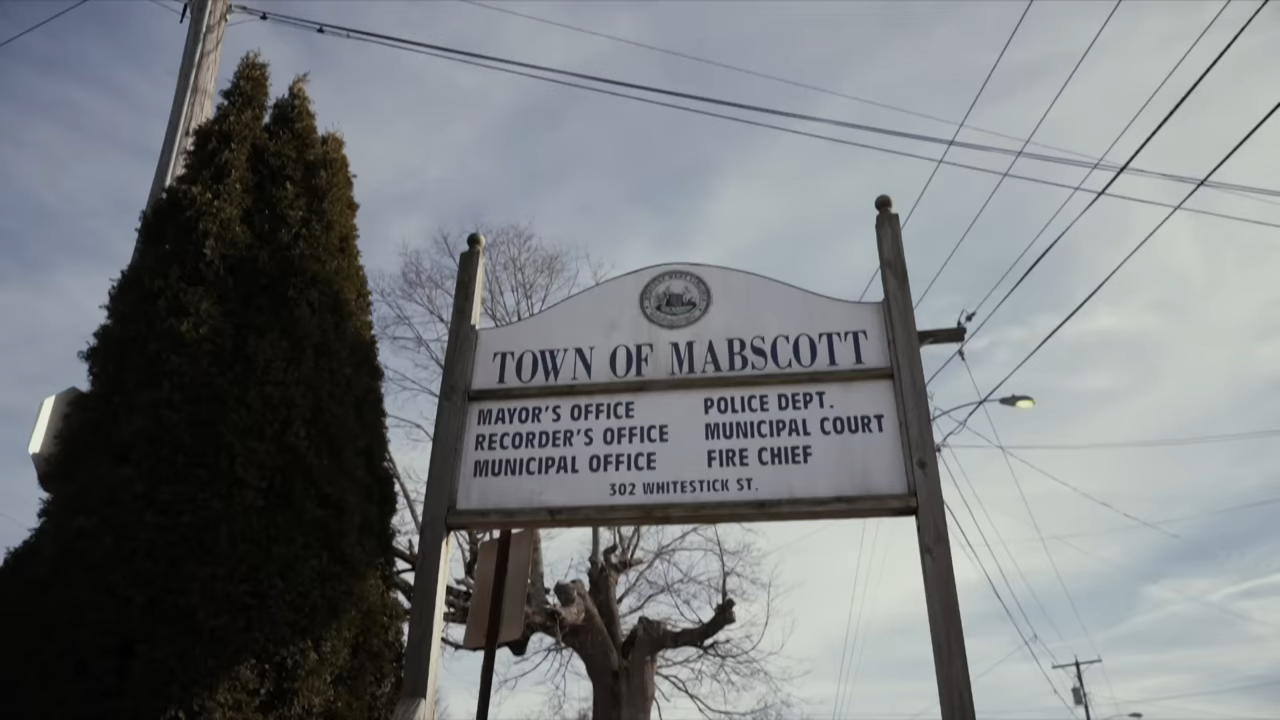 TOWN OF MABSCOTT
MAYOR'S OFFICE
RECORDER'S OFFICE
MUNICIPAL OFFICE
POLICE DEPT.
MUNICIPAL COURT
FIRE CHIEF
302 WHITESTICK ST.